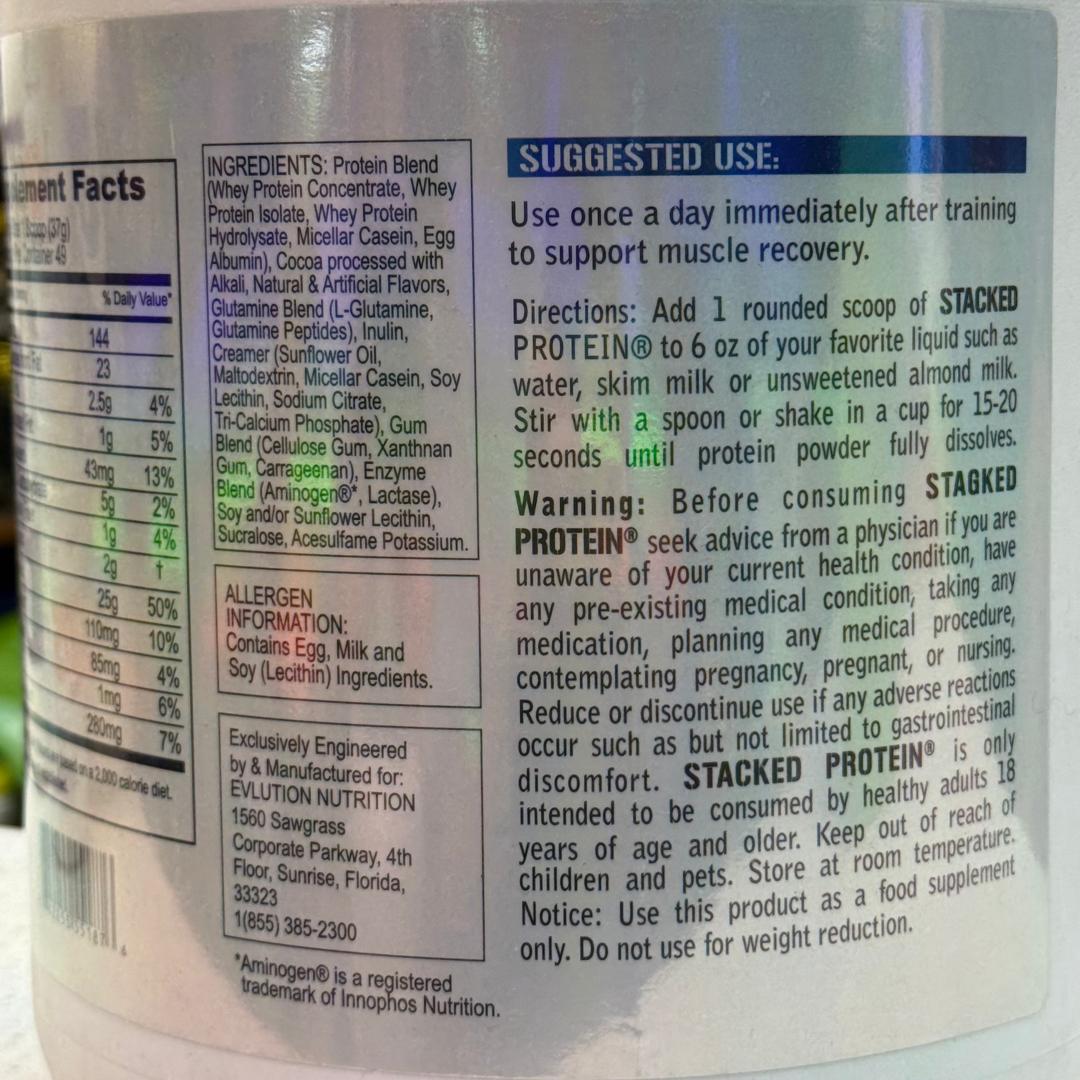 lement Facts
1 Scoop (37g)
Container 49
% Daily Value*
144
23
2.5g 4%
1g 5%
43mg 13%
5g 2%
1g 4%
2g †
25g 50%
110mg 10%
85mg 4%
1mg 6%
280mg 7%
based on a 2,000 calorie diet.
INGREDIENTS: Protein Blend
(Whey Protein Concentrate, Whey
Protein Isolate, Whey Protein
Hydrolysate, Micellar Casein, Egg
Albumin), Cocoa processed with
Alkali, Natural & Artificial Flavors,
Glutamine Blend (L-Glutamine,
Glutamine Peptides), Inulin,
Creamer (Sunflower Oil,
Maltodextrin, Micellar Casein, Soy
Lecithin, Sodium Citrate,
Tri-Calcium Phosphate), Gum
Blend (Cellulose Gum, Xanthnan
Gum, Carrageenan), Enzyme
Blend (Aminogen®*, Lactase),
Soy and/or Sunflower Lecithin,
Sucralose, Acesulfame Potassium.
ALLERGEN
INFORMATION:
Contains Egg, Milk and
Soy (Lecithin) Ingredients.
Exclusively Engineered
by & Manufactured for:
EVLUTION NUTRITION
1560 Sawgrass
Corporate Parkway, 4th
Floor, Sunrise, Florida,
33323
1(855) 385-2300
*Aminogen® is a registered
trademark of Innophos Nutrition.
SUGGESTED USE:
Use once a day immediately after training
to support muscle recovery.
Directions: Add 1 rounded scoop of STACKED
PROTEIN® to 6 oz of your favorite liquid such as
water, skim milk or unsweetened almond milk.
Stir with a spoon or shake in a cup for 15-20
seconds until protein powder fully dissolves.
Warning: Before consuming STAGKED
PROTEIN® seek advice from a physician if you are
unaware of your current health condition, have
any pre-existing medical condition, taking any
medication, planning any medical procedure,
contemplating pregnancy, pregnant, or nursing.
Reduce or discontinue use if any adverse reactions
occur such as but not limited to gastrointestinal
discomfort. STACKED PROTEIN® is only
intended to be consumed by healthy adults 18
years of age and older. Keep out of reach of
children and pets. Store at room temperature.
Notice: Use this product as a food supplement
only. Do not use for weight reduction.